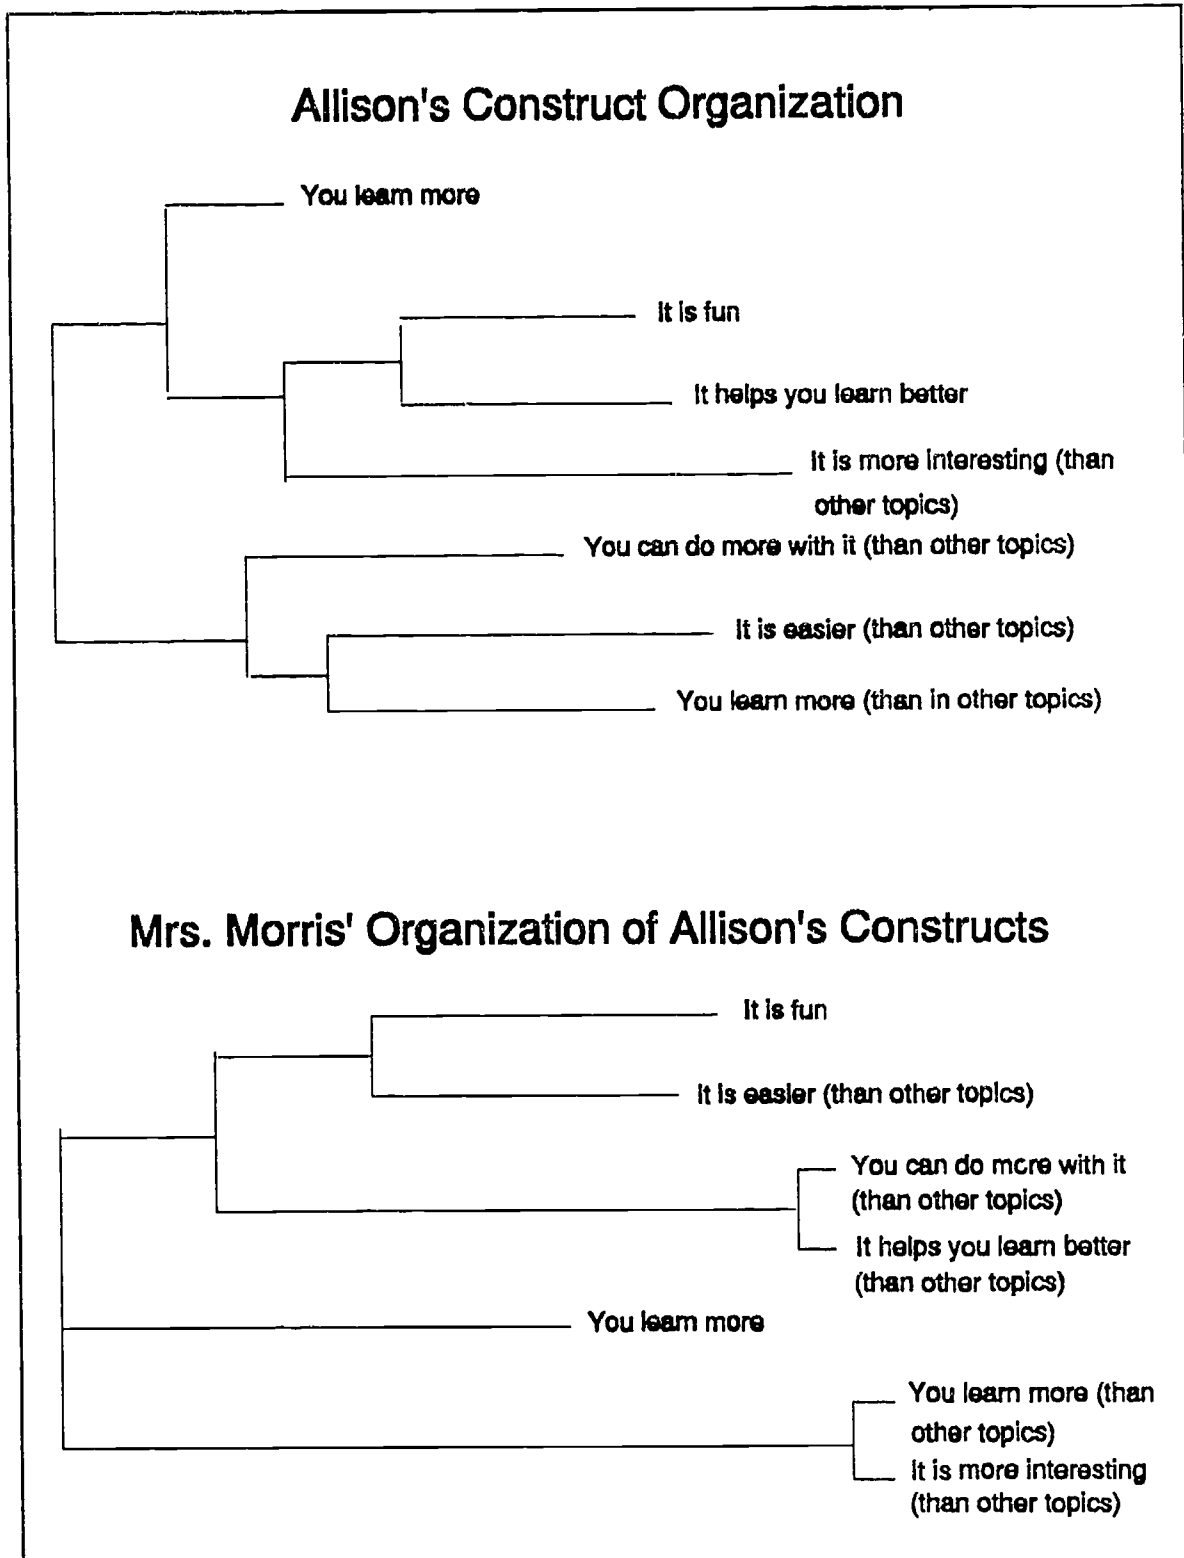 Allison's Construct Organization
You learn more
It is fun
It helps you learn better
It is more interesting (than
other topics)
You can do more with it (than other topics)
It is easier (than other topics)
You learn more (than in other topics)
Mrs. Morris' Organization of Allison's Constructs
It is fun
It is easier (than other topics)
You can do more with it
(than other topics)
It helps you learn better
(than other topics)
You learn more
You learn more (than
other topics)
It is more interesting
(than other topics)